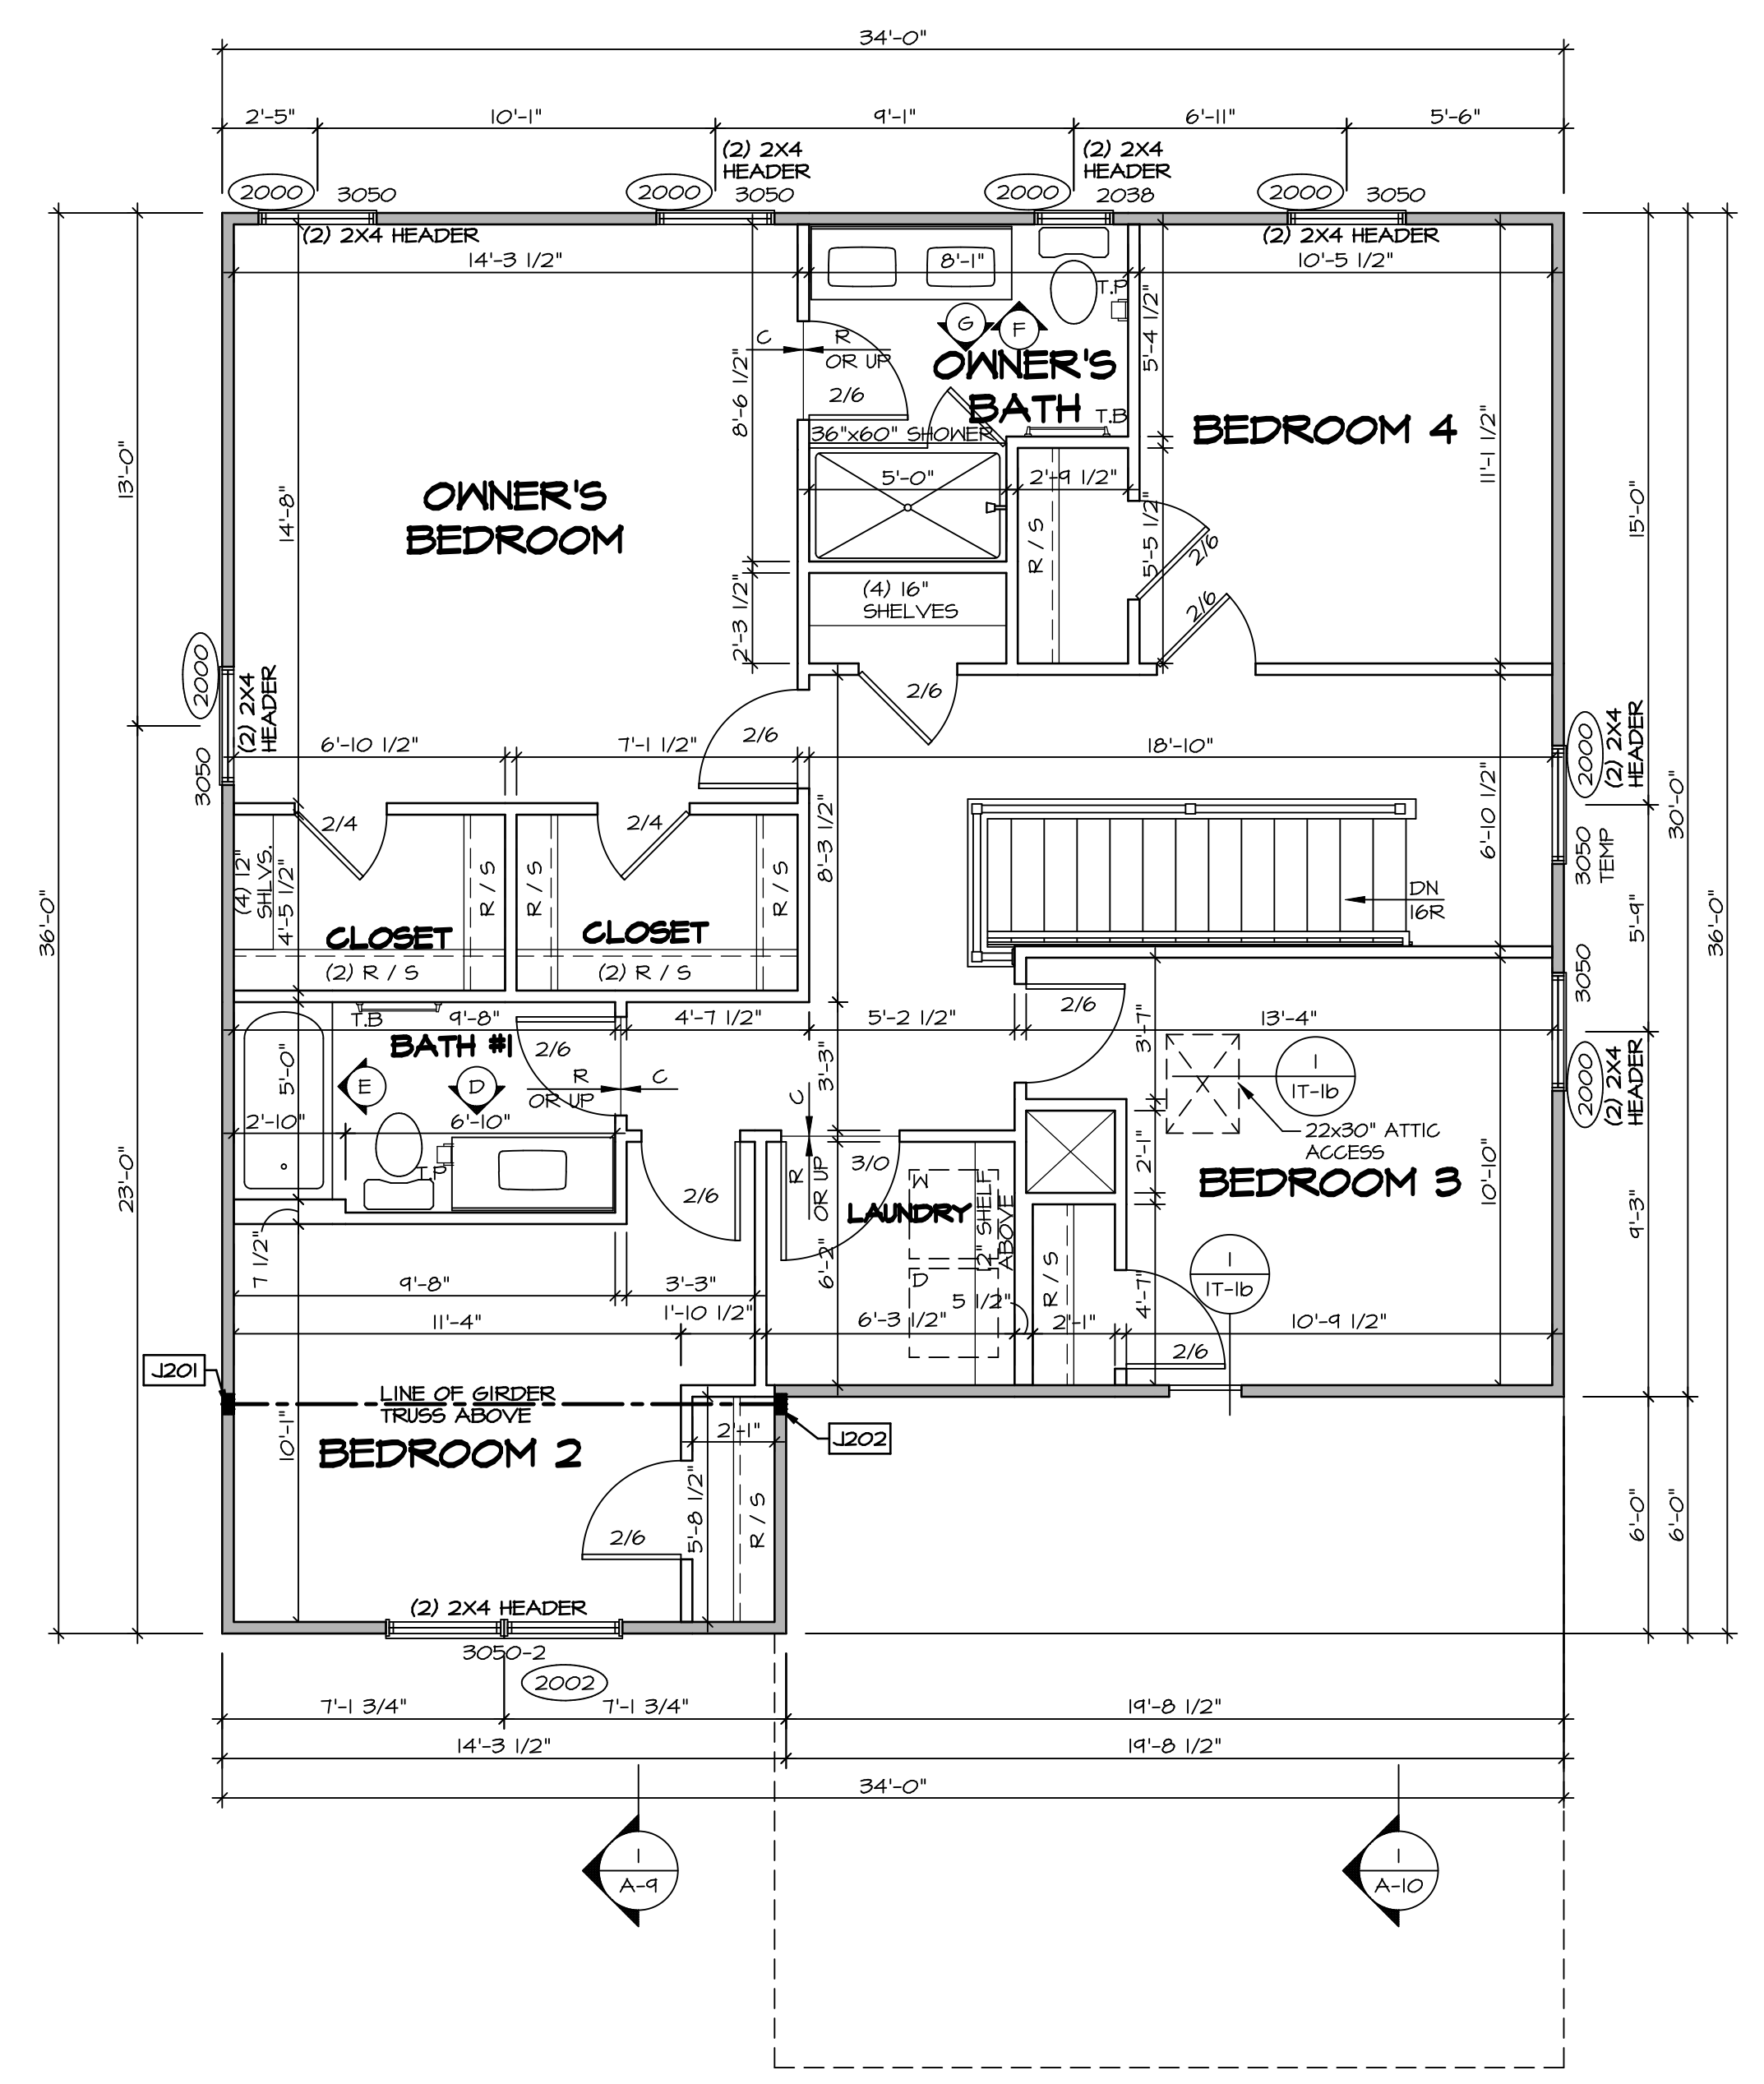 34'-0"
2'-5"
10'-1"
9'-1"
6'-11"
5'-6"
(2) 2X4
HEADER
(2) 2X4
HEADER
2000
3050
2000
3050
2000
2038
2000
3050
(2) 2X4 HEADER
(2) 2X4 HEADER
14'-3 1/2"
8'-1"
10'-5 1/2"
T.P
G
F
C
R
OR UP
2/6
OWNER'S
BATH
T.B
36"x60" SHOWER
5'-4 1/2"
8'-6 1/2"
11'-1 1/2"
BEDROOM 4
13'-0"
14'-8"
OWNER'S
BEDROOM
5'-0"
2'-9 1/2"
R / S
5'-5 1/2"
2/6
15'-0"
(4) 16"
SHELVES
2'-3 1/2"
2/6
2000
(2) 2X4
HEADER
3050
2/6
2/6
6'-10 1/2"
7'-1 1/2"
18'-10"
2000
(2) 2X4
HEADER
30'-0"
2/4
2/4
8'-3 1/2"
6'-10 1/2"
3050
TEMP
(4) 12"
SHLVS.
4'-5 1/2"
R / S
R / S
R / S
CLOSET
CLOSET
(2) R / S
(2) R / S
DN
16R
36'-0"
5'-9"
36'-0"
3050
T.B
9'-8"
4'-7 1/2"
5'-2 1/2"
2/6
13'-4"
BATH #1
2/6
3'-7"
5'-0"
E
D
R
OR UP
C
3'-3"
C
1
1T-1b
2000
(2) 2X4
HEADER
2'-10"
6'-10"
22x30" ATTIC
ACCESS
T.P
2/6
R
OR UP
3/0
W
LAUNDRY
12" SHELF
ABOVE
2'-1"
BEDROOM 3
10'-10"
23'-0"
9'-3"
7 1/2"
9'-8"
3'-3"
6'-2"
D
R / S
4'-7"
1
1T-1b
5 1/2"
1'-10 1/2"
11'-4"
6'-3 1/2"
2'-1"
10'-9 1/2"
2/6
J201
LINE OF GIRDER
TRUSS ABOVE
10'-1"
BEDROOM 2
2'-1"
J202
5'-8 1/2"
R / S
2/6
6'-0"
6'-0"
(2) 2X4 HEADER
3050-2
2002
7'-1 3/4"
7'-1 3/4"
19'-8 1/2"
14'-3 1/2"
19'-8 1/2"
34'-0"
1
A-9
1
A-10